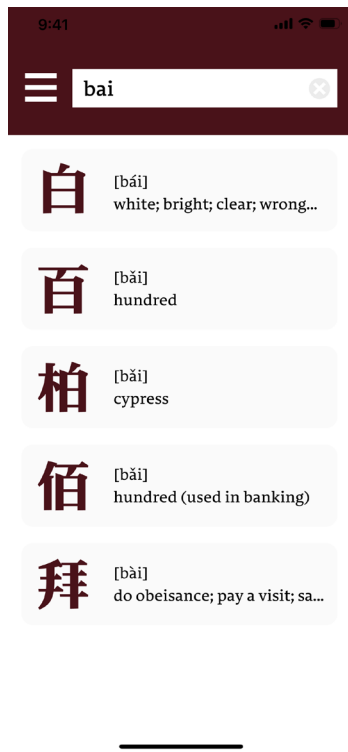 9:41
bai
白
[bái]
white; bright; clear; wrong...
百
[bǎi]
hundred
柏
[bǎi]
cypress
佰
[bǎi]
hundred (used in banking)
拜
[bài]
do obeisance; pay a visit; sa...